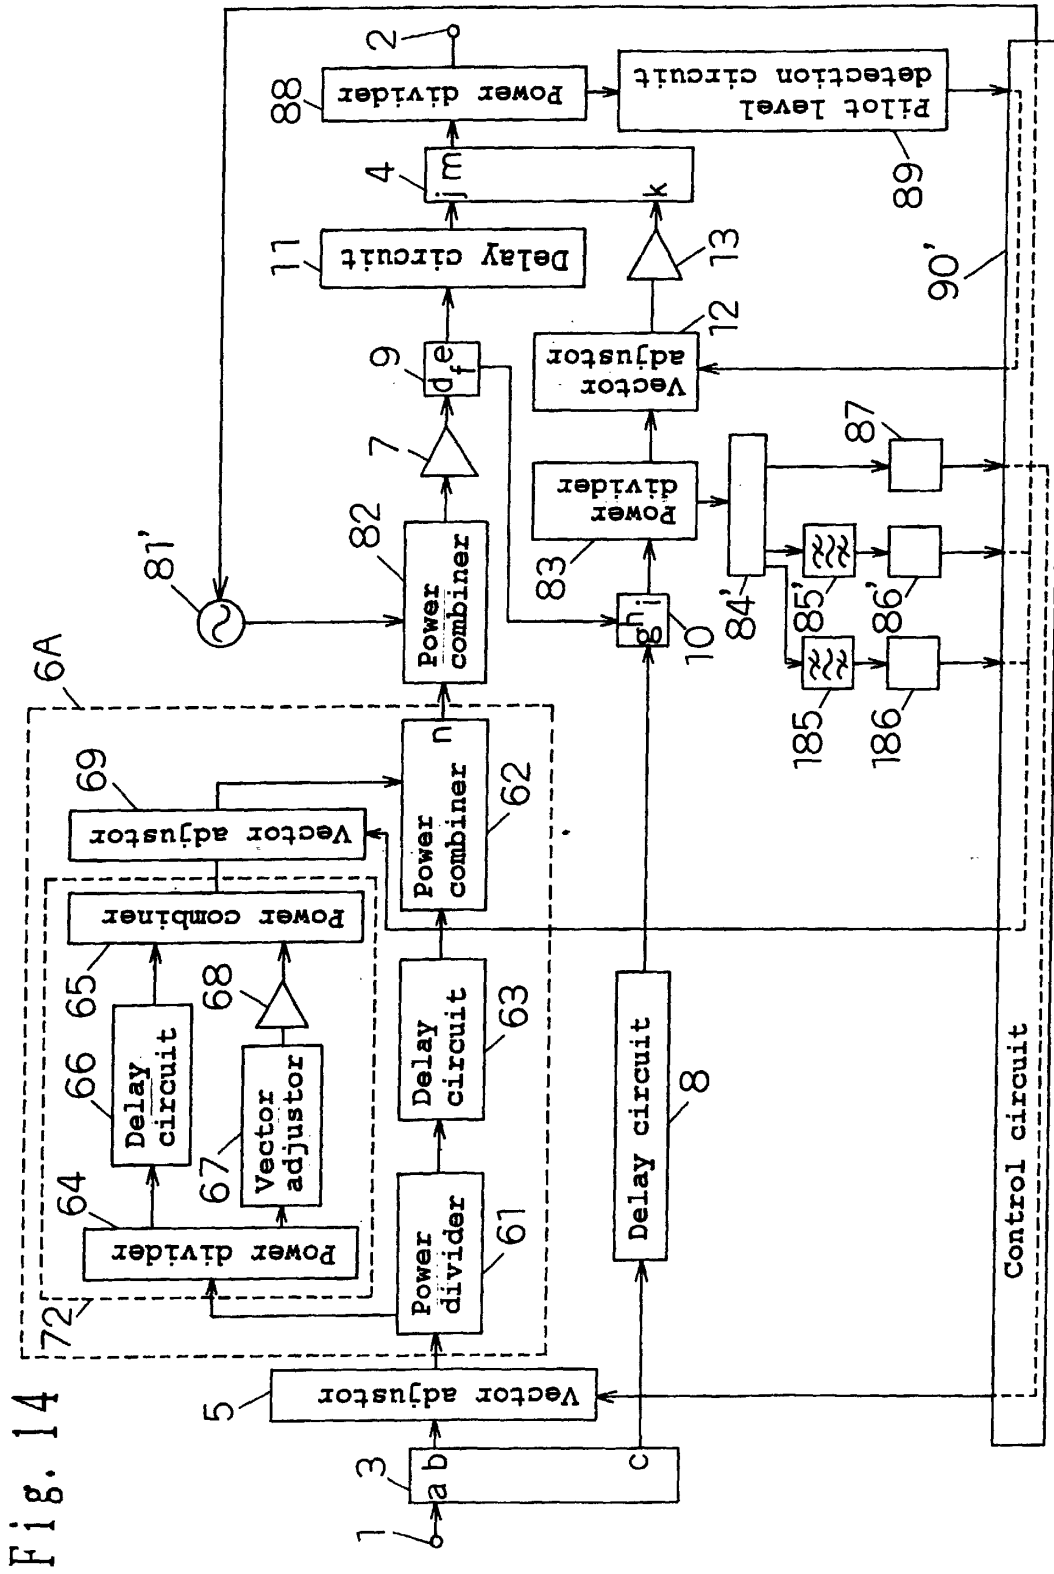 Fig. 14
1
3
a b
c
5
Vector adjustor
6A
72
64
Power divider
66
Delay
circuit
67
Vector
adjustor
68
65
Power combiner
69
Vector adjustor
61
Power
divider
63
Delay
circuit
62
Power
combiner
n
81'
82
Power
combiner
7
9
d
f
e
11
Delay circuit
4
j m
k
88
Power divider
2
8
Delay circuit
10
g
h
i
83
Power
divider
12
Vector
adjustor
13
89
Pilot level
detection circuit
84'
185
85'
87
186
86'
90'
Control circuit